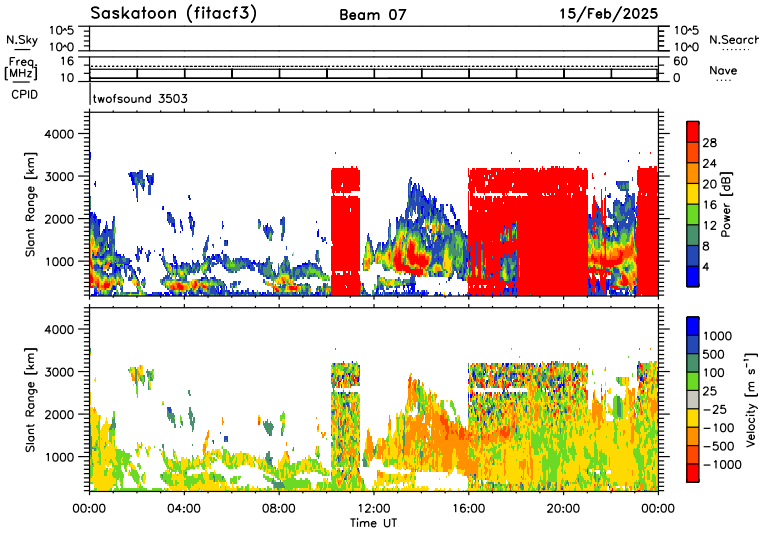 Saskatoon (fitacf3) Beam 07 15/Feb/2025
N.Sky 10^5 10^0 10^5 10^0 N.Search
Freq. [MHz] 16 10 60 0 Nave
CPID twofsound 3503
Slant Range [km] 4000 3000 2000 1000
Power [dB] 28 24 20 16 12 8 4
Slant Range [km] 4000 3000 2000 1000
Velocity [m s⁻¹] 1000 500 100 25 −25 −100 −500 −1000
00:00 04:00 08:00 12:00 16:00 20:00 00:00
Time UT